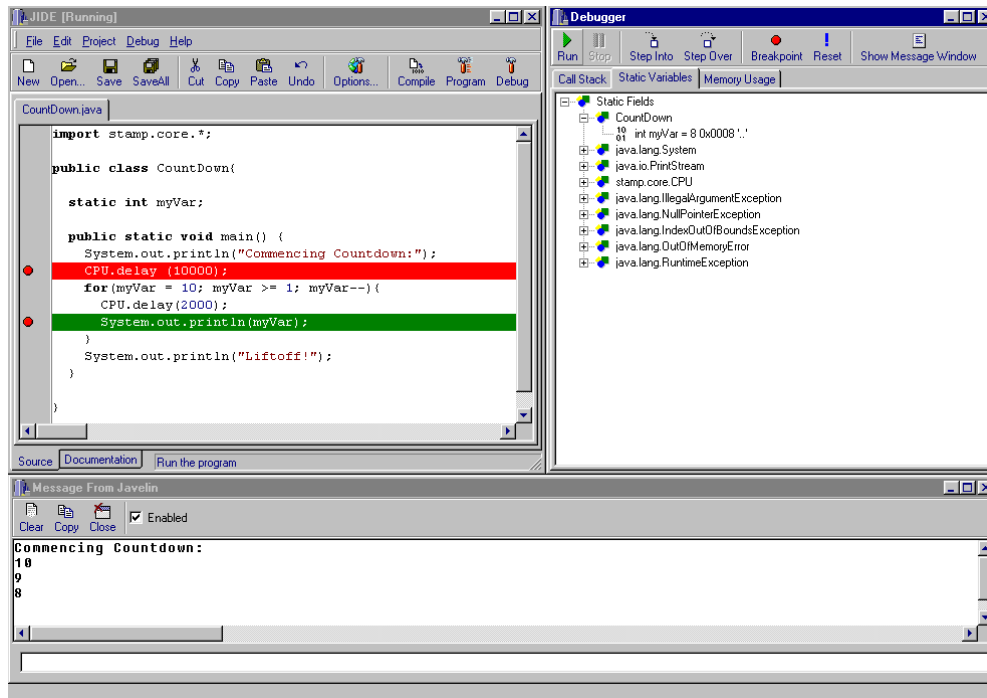 JIDE [Running]
File Edit Project Debug Help
New Open... Save SaveAll Cut Copy Paste Undo Options... Compile Program Debug
CountDown.java
import stamp.core.*;
public class CountDown{
static int myVar;
public static void main() {
System.out.println("Commencing Countdown:");
CPU.delay (10000);
for(myVar = 10; myVar >= 1; myVar--){
CPU.delay(2000);
System.out.println(myVar);
}
System.out.println("Liftoff!");
}
}
Source Documentation Run the program
Debugger
Run Stop Step Into Step Over Breakpoint Reset Show Message Window
Call Stack Static Variables Memory Usage
Static Fields
CountDown
int myVar = 8 0x0008 '..'
java.lang.System
java.io.PrintStream
stamp.core.CPU
java.lang.IllegalArgumentException
java.lang.NullPointerException
java.lang.IndexOutOfBoundsException
java.lang.OutOfMemoryError
java.lang.RuntimeException
Message From Javelin
Clear Copy Close Enabled
Commencing Countdown:
10
9
8